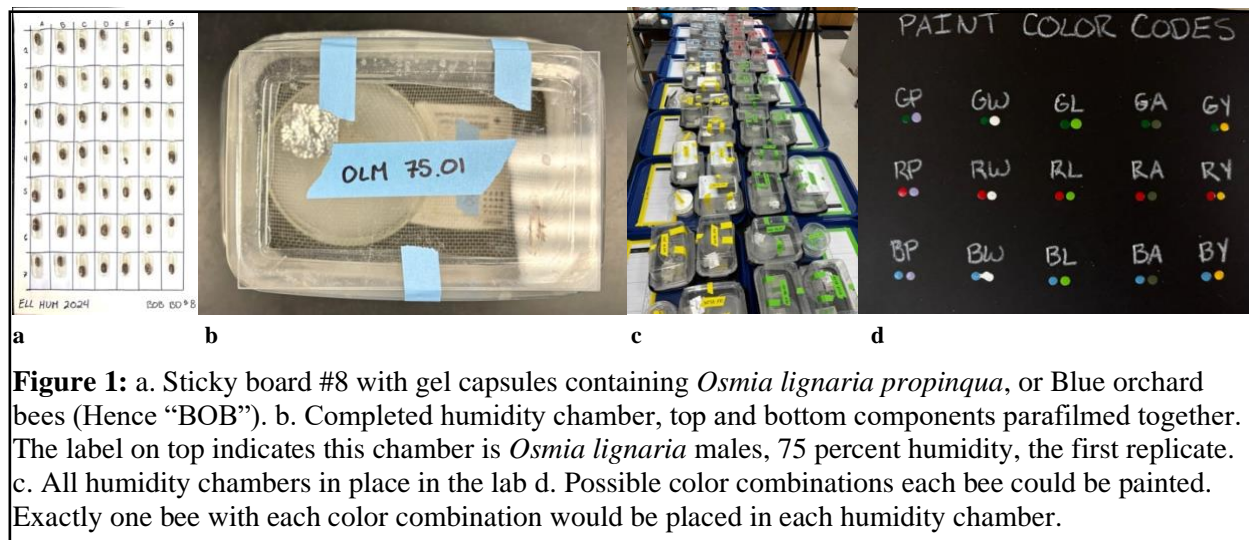 A B C D E F G
ELL HUM 2024
BOB BD#8
OLM 75.01
PAINT COLOR CODES
GP GW GL GA GY
RP RW RL RA RY
BP BW BL BA BY
a b c d
Figure 1: a. Sticky board #8 with gel capsules containing Osmia lignaria propinqua, or Blue orchard
bees (Hence “BOB”). b. Completed humidity chamber, top and bottom components parafilmed together.
The label on top indicates this chamber is Osmia lignaria males, 75 percent humidity, the first replicate.
c. All humidity chambers in place in the lab d. Possible color combinations each bee could be painted.
Exactly one bee with each color combination would be placed in each humidity chamber.